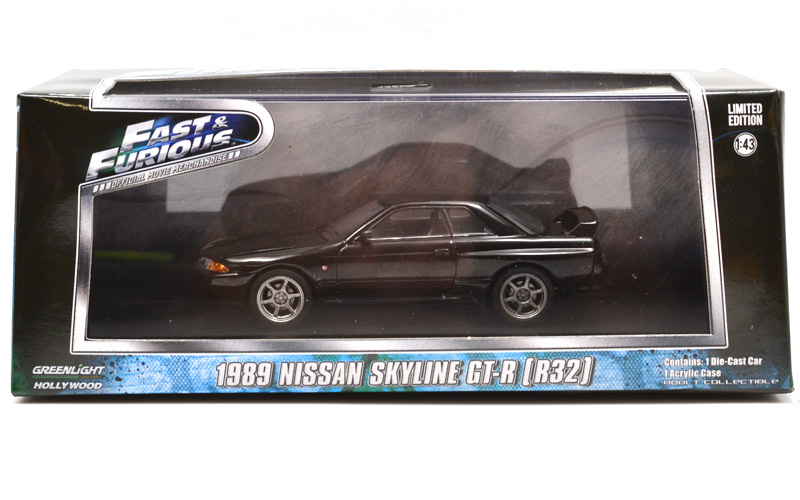 FAST &
FURIOUS
OFFICIAL MOVIE MERCHANDISE
LIMITED
EDITION
1:43
GREENLIGHT
HOLLYWOOD
1989 NISSAN SKYLINE GT-R (R32)
Contains: 1 Die-Cast Car
1 Acrylic Case
ADULT COLLECTIBLE